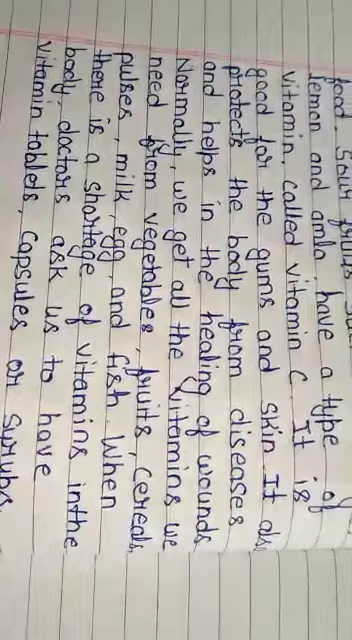 food. Sour fruits such
lemon and amla, have a type of
vitamin, called vitamin C. It is
good for the gums and skin. It als
protects the body from diseases
and helps in the healing of wounds.
Normally, we get all the vitamins we
need from vegetables, fruits, cereals,
pulses, milk, egg, and fish. When
there is a shortage of vitamins in the
body, doctors ask us to have
vitamin tablets, capsules or syrups.